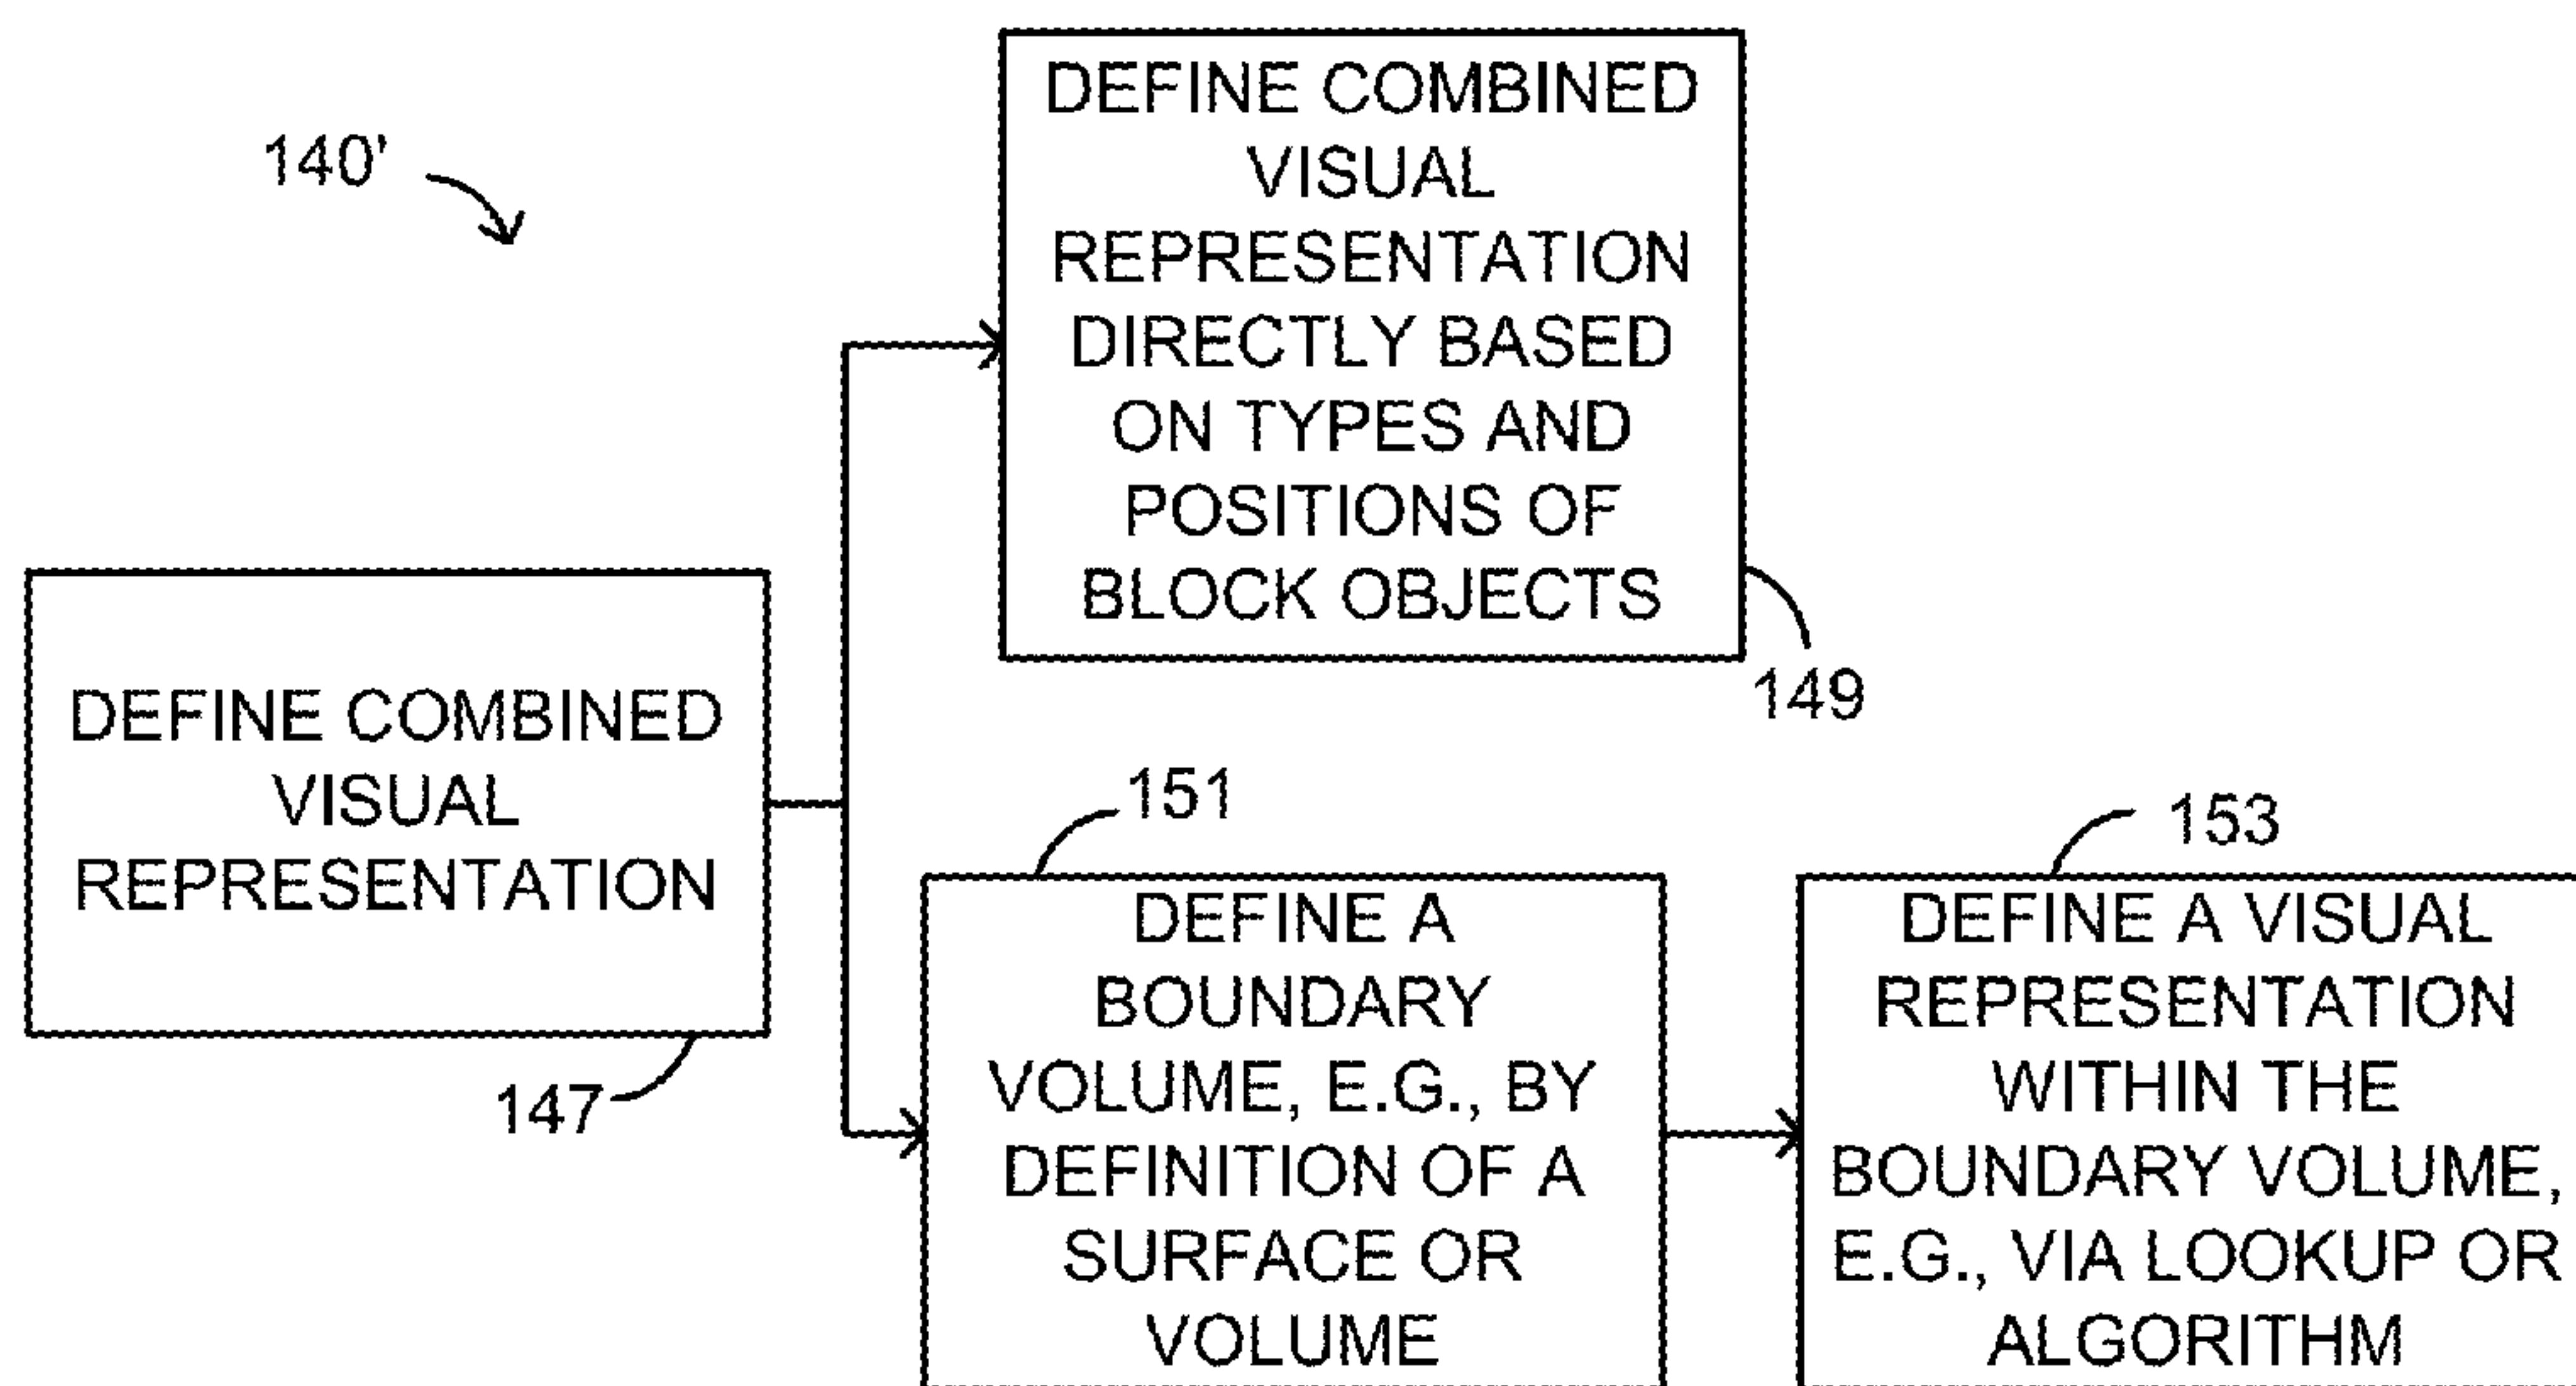 140'
DEFINE COMBINED
VISUAL
REPRESENTATION
DIRECTLY BASED
ON TYPES AND
POSITIONS OF
BLOCK OBJECTS
149
DEFINE COMBINED
VISUAL
REPRESENTATION
147
151
DEFINE A
BOUNDARY
VOLUME, E.G., BY
DEFINITION OF A
SURFACE OR
VOLUME
153
DEFINE A VISUAL
REPRESENTATION
WITHIN THE
BOUNDARY VOLUME,
E.G., VIA LOOKUP OR
ALGORITHM